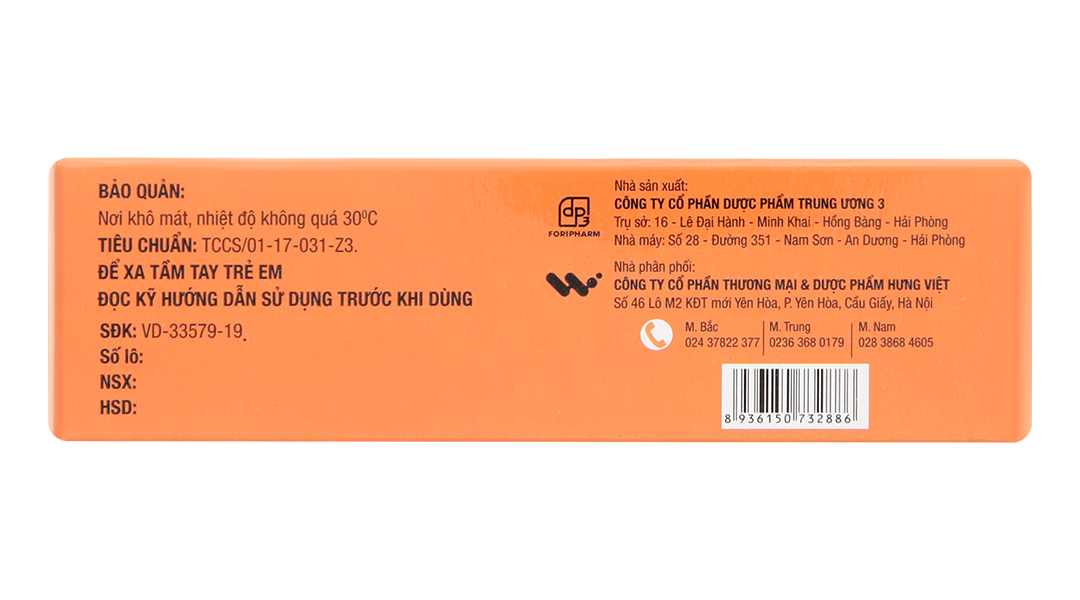 BẢO QUẢN:
Nơi khô mát, nhiệt độ không quá 30⁰C
TIÊU CHUẨN: TCCS/01-17-031-Z3.
ĐỂ XA TẦM TAY TRẺ EM
ĐỌC KỸ HƯỚNG DẪN SỬ DỤNG TRƯỚC KHI DÙNG
SĐK: VD-33579-19.
Số lô:
NSX:
HSD:
dp3
FORIPHARM
Nhà sản xuất:
CÔNG TY CỔ PHẦN DƯỢC PHẨM TRUNG ƯƠNG 3
Trụ sở: 16 - Lê Đại Hành - Minh Khai - Hồng Bàng - Hải Phòng
Nhà máy: Số 28 - Đường 351 - Nam Sơn - An Dương - Hải Phòng
Nhà phân phối:
CÔNG TY CỔ PHẦN THƯƠNG MẠI & DƯỢC PHẨM HƯNG VIỆT
Số 46 Lô M2 KĐT mới Yên Hòa, P. Yên Hòa, Cầu Giấy, Hà Nội
M. Bắc M. Trung M. Nam
024 37822 377 0236 368 0179 028 3868 4605
8 936150 732886